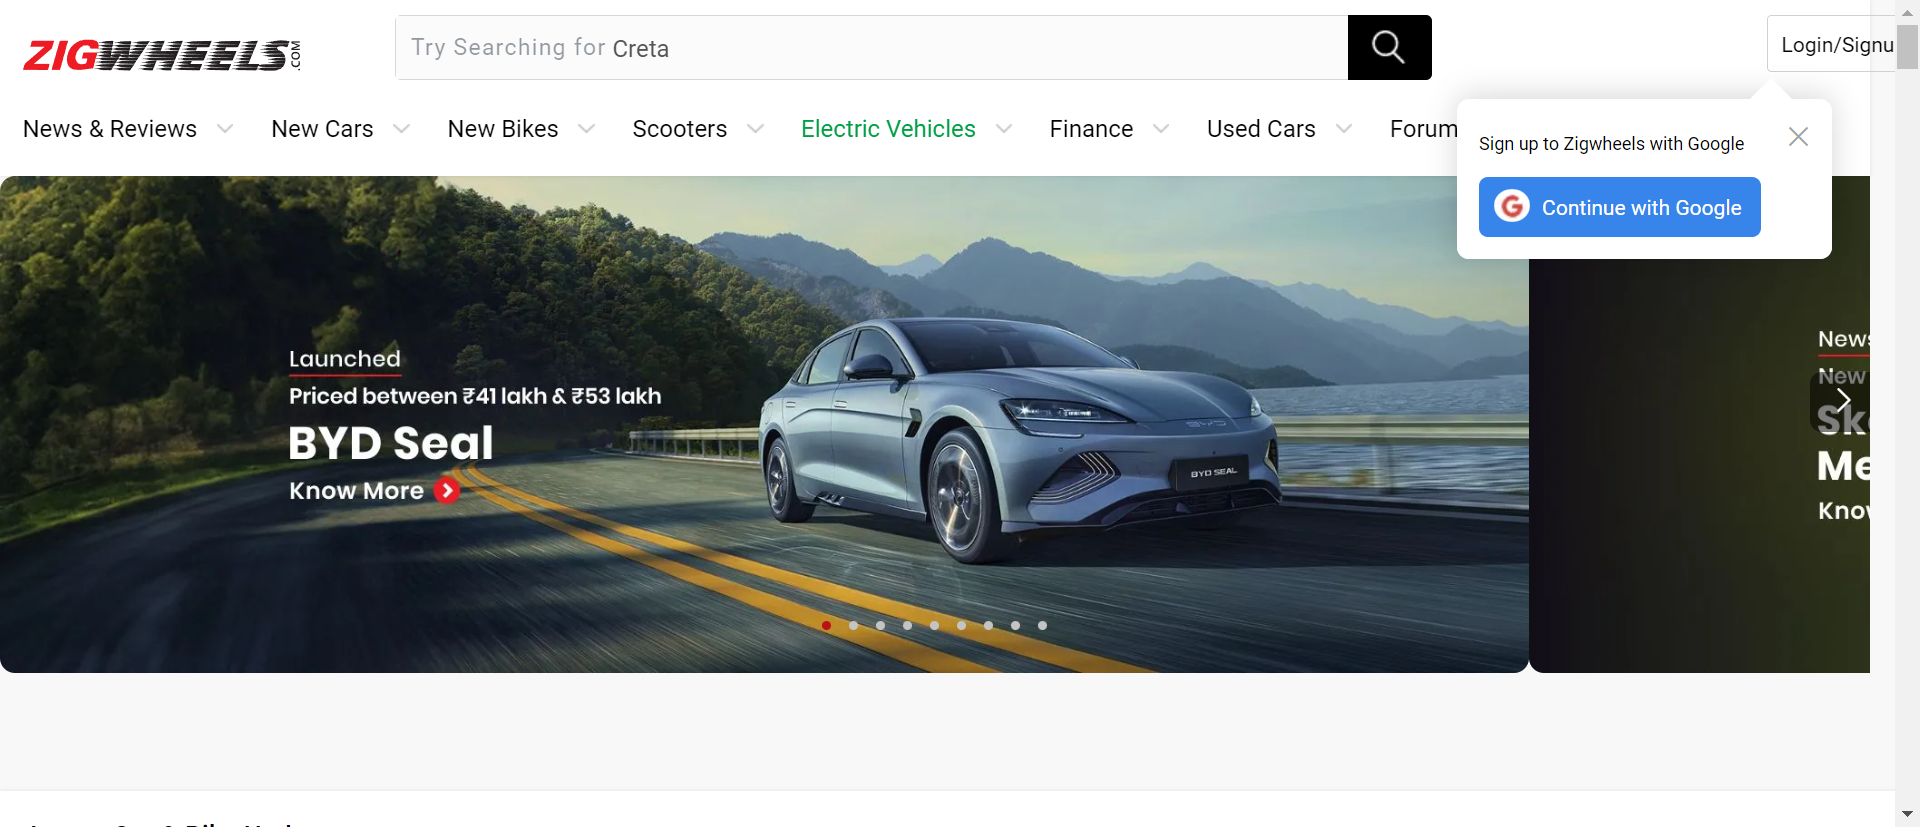 ZIGWHEELS.COM
Try Searching for Creta
Login/Signu
News & Reviews
New Cars
New Bikes
Scooters
Electric Vehicles
Finance
Used Cars
Forum
Sign up to Zigwheels with Google
G Continue with Google
Launched
Priced between ₹41 lakh & ₹53 lakh
BYD Seal
Know More
BYD
BYD SEAL
News
New
Sk
Me
Know